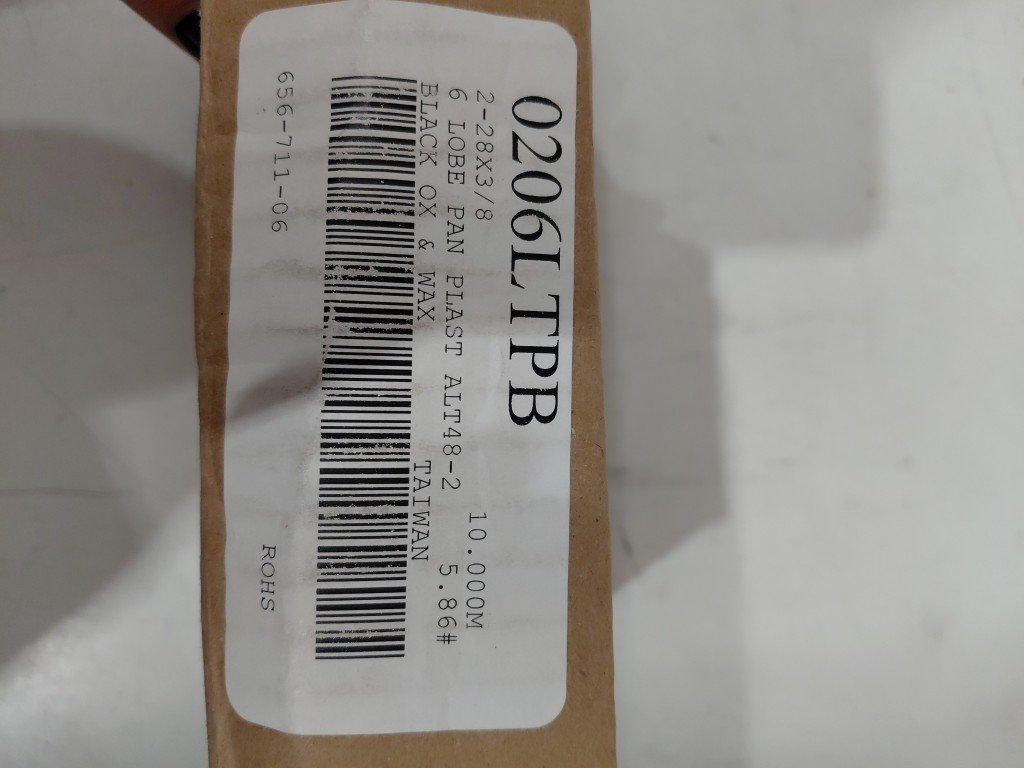 0206LTPB
2-28X3/8 10.000M
6 LOBE PAN PLAST ALT48-2 5.86#
BLACK OX & WAX TAIWAN
656-711-06 ROHS